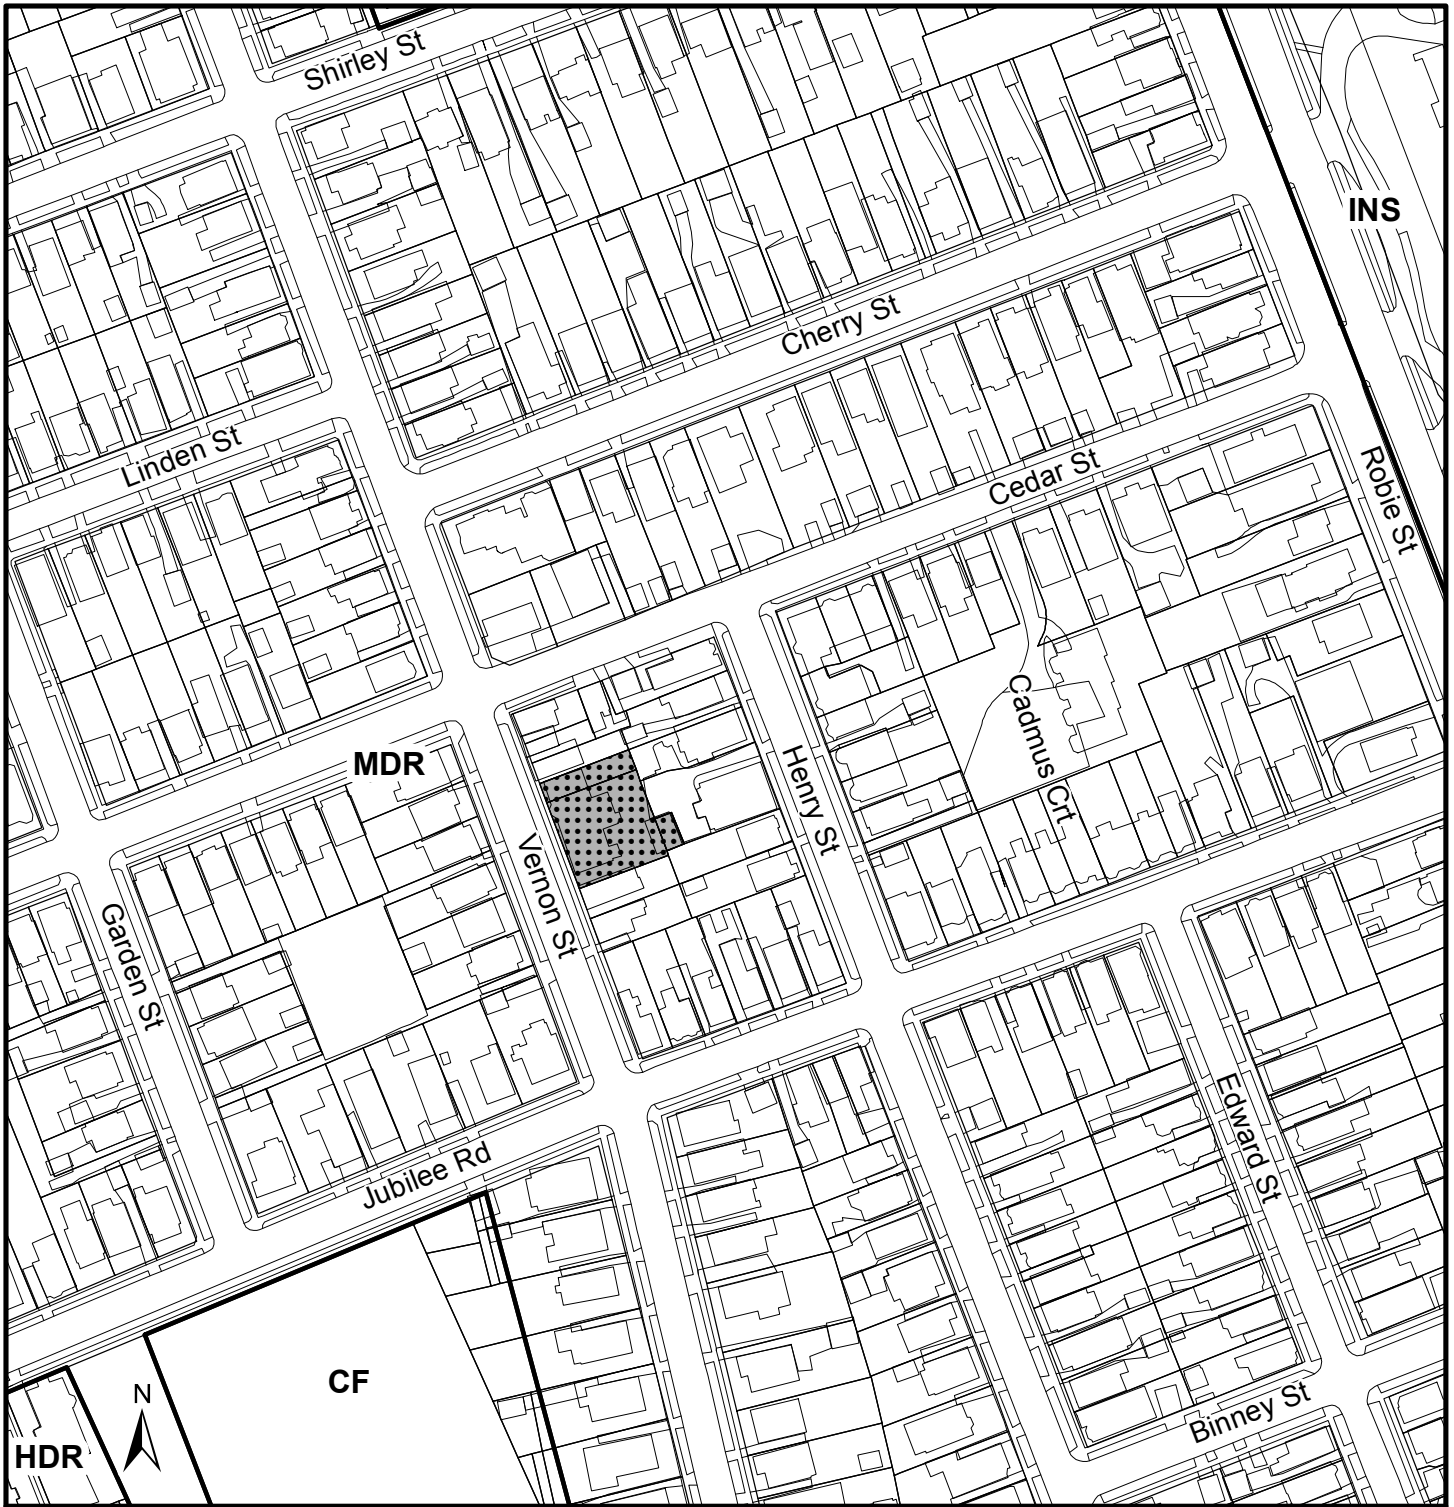 Shirley St
INS
Cherry St
Linden St
Cedar St
Robie St
Cadmus Crt
MDR
Henry St
Vernon St
Garden St
Edward St
Jubilee Rd
CF
N
Binney St
HDR